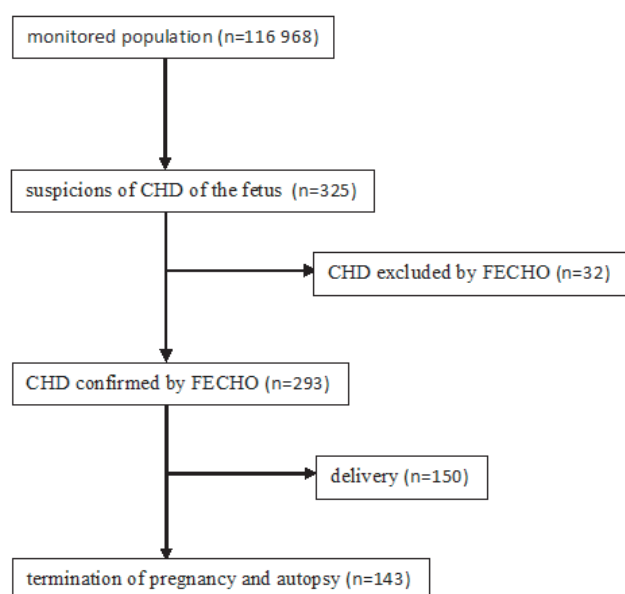 monitored population (n=116 968)
suspicions of CHD of the fetus (n=325)
CHD excluded by FECHO (n=32)
CHD confirmed by FECHO (n=293)
delivery (n=150)
termination of pregnancy and autopsy (n=143)